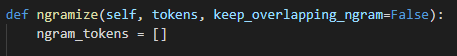 def ngramize(self, tokens, keep_overlapping_ngram=False):
    ngram_tokens = []